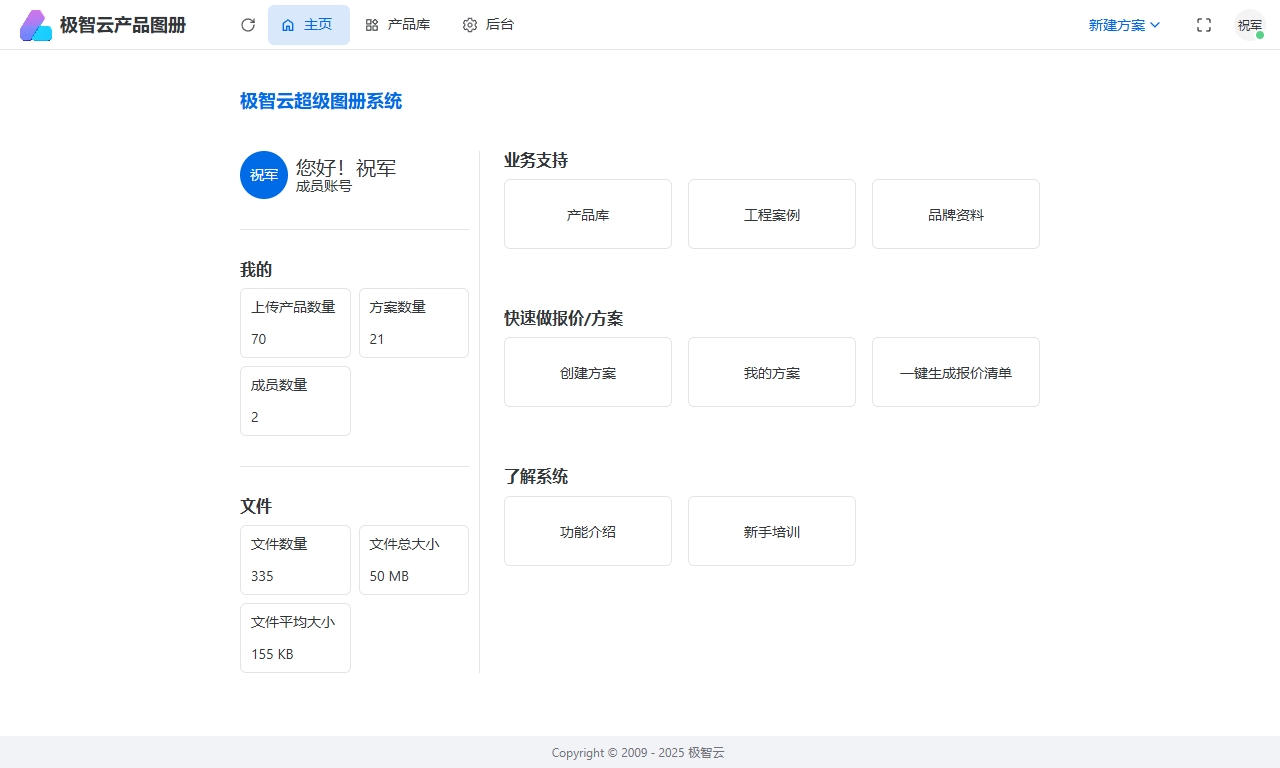 极智云产品图册
主页
产品库
后台
新建方案
祝军
极智云超级图册系统
祝军
您好！祝军
成员账号
我的
上传产品数量
70
方案数量
21
成员数量
2
文件
文件数量
335
文件总大小
50 MB
文件平均大小
155 KB
业务支持
产品库
工程案例
品牌资料
快速做报价/方案
创建方案
我的方案
一键生成报价清单
了解系统
功能介绍
新手培训
Copyright © 2009 - 2025 极智云